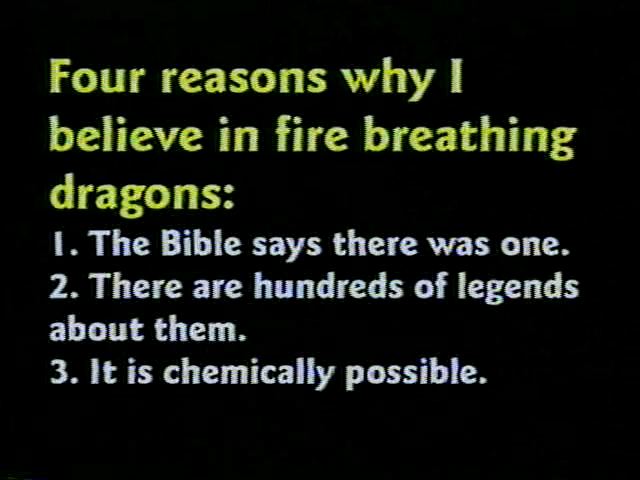 Four reasons why I
believe in fire breathing
dragons:
1. The Bible says there was one.
2. There are hundreds of legends
about them.
3. It is chemically possible.